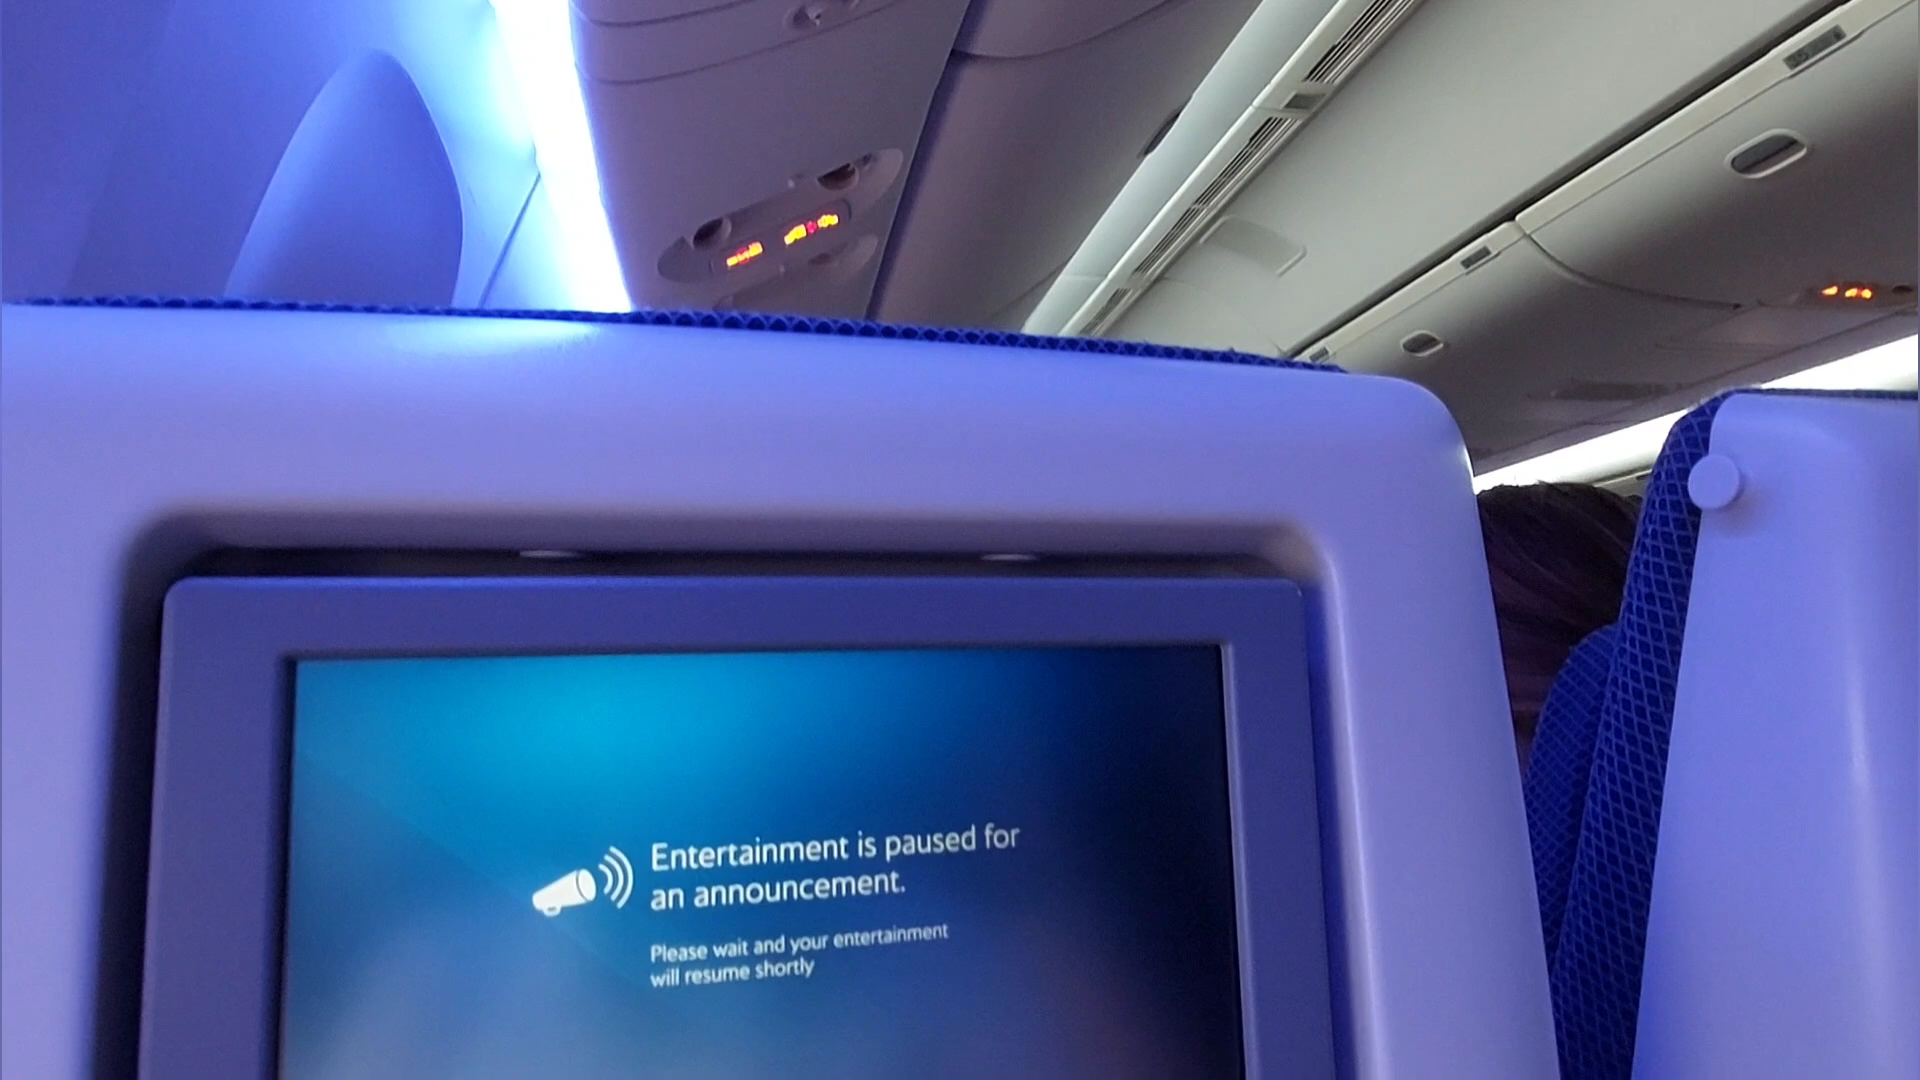 Entertainment is paused for
an announcement.
Please wait and your entertainment
will resume shortly